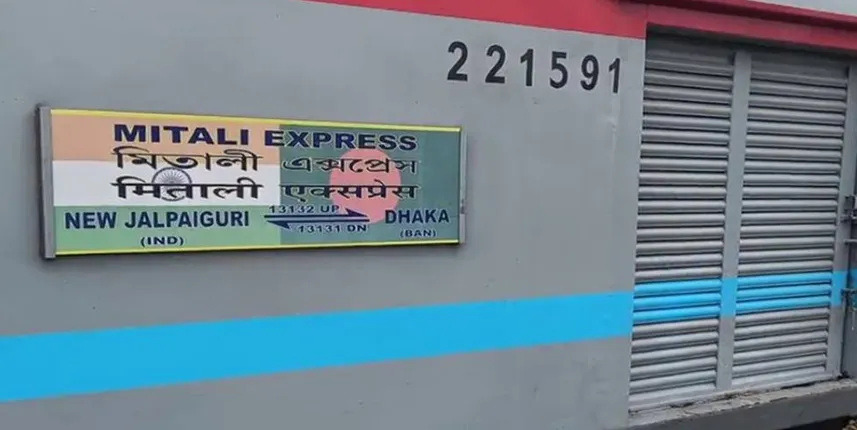 221591
MITALI EXPRESS
মিতালী এক্সপ্রেস
मिताली एक्सप्रेस
NEW JALPAIGURI 13132 UP DHAKA
(IND) 13131 DN (BAN)